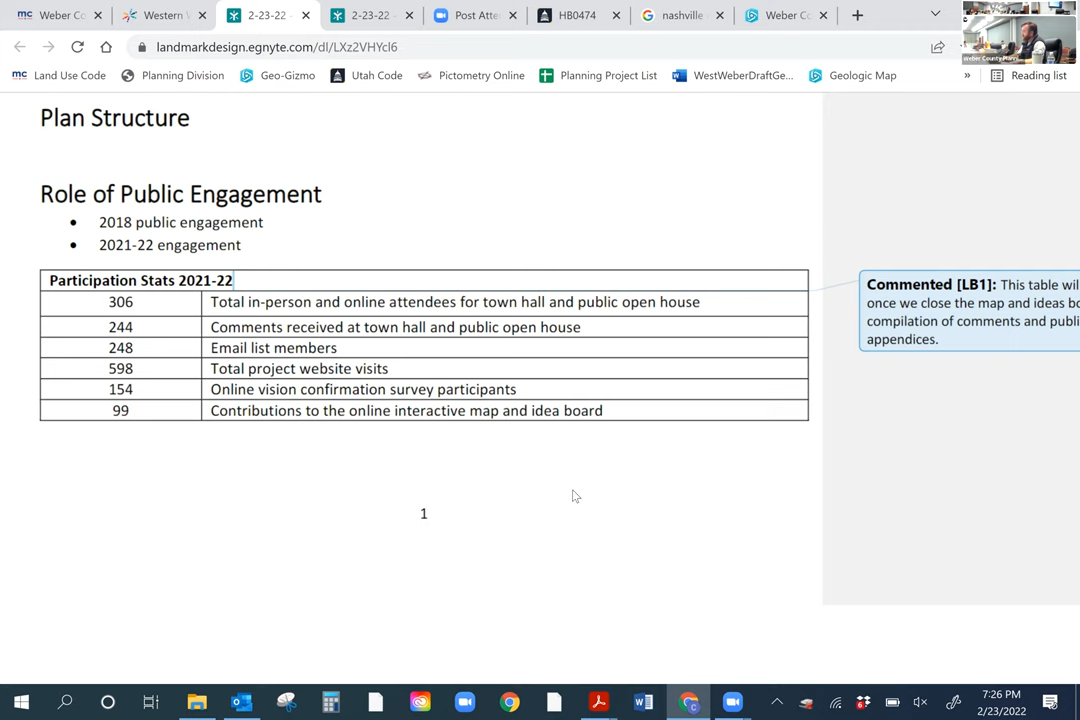 mc Weber Co
Western
2-23-22 -
2-23-22 -
Post Atte
HB0474
nashville
Weber Co
landmarkdesign.egnyte.com/dl/LXz2VHYcl6
mc Land Use Code
Planning Division
Geo-Gizmo
Utah Code
Pictometry Online
Planning Project List
WestWeberDraftGe...
Geologic Map
»
Reading list
Plan Structure
Role of Public Engagement
• 2018 public engagement
• 2021-22 engagement
Participation Stats 2021-22
306 Total in-person and online attendees for town hall and public open house
244 Comments received at town hall and public open house
248 Email list members
598 Total project website visits
154 Online vision confirmation survey participants
99 Contributions to the online interactive map and idea board
Commented [LB1]: This table will
once we close the map and ideas bo
compilation of comments and publi
appendices.
1
7:26 PM
2/23/2022